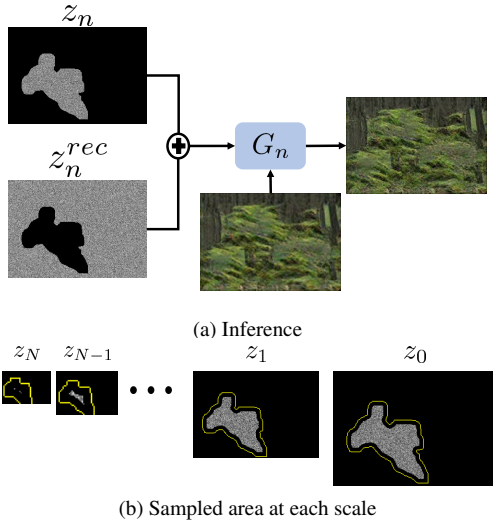 z_n
z_n^{rec}
G_n
(a) Inference
z_N z_{N-1} z_1 z_0
(b) Sampled area at each scale